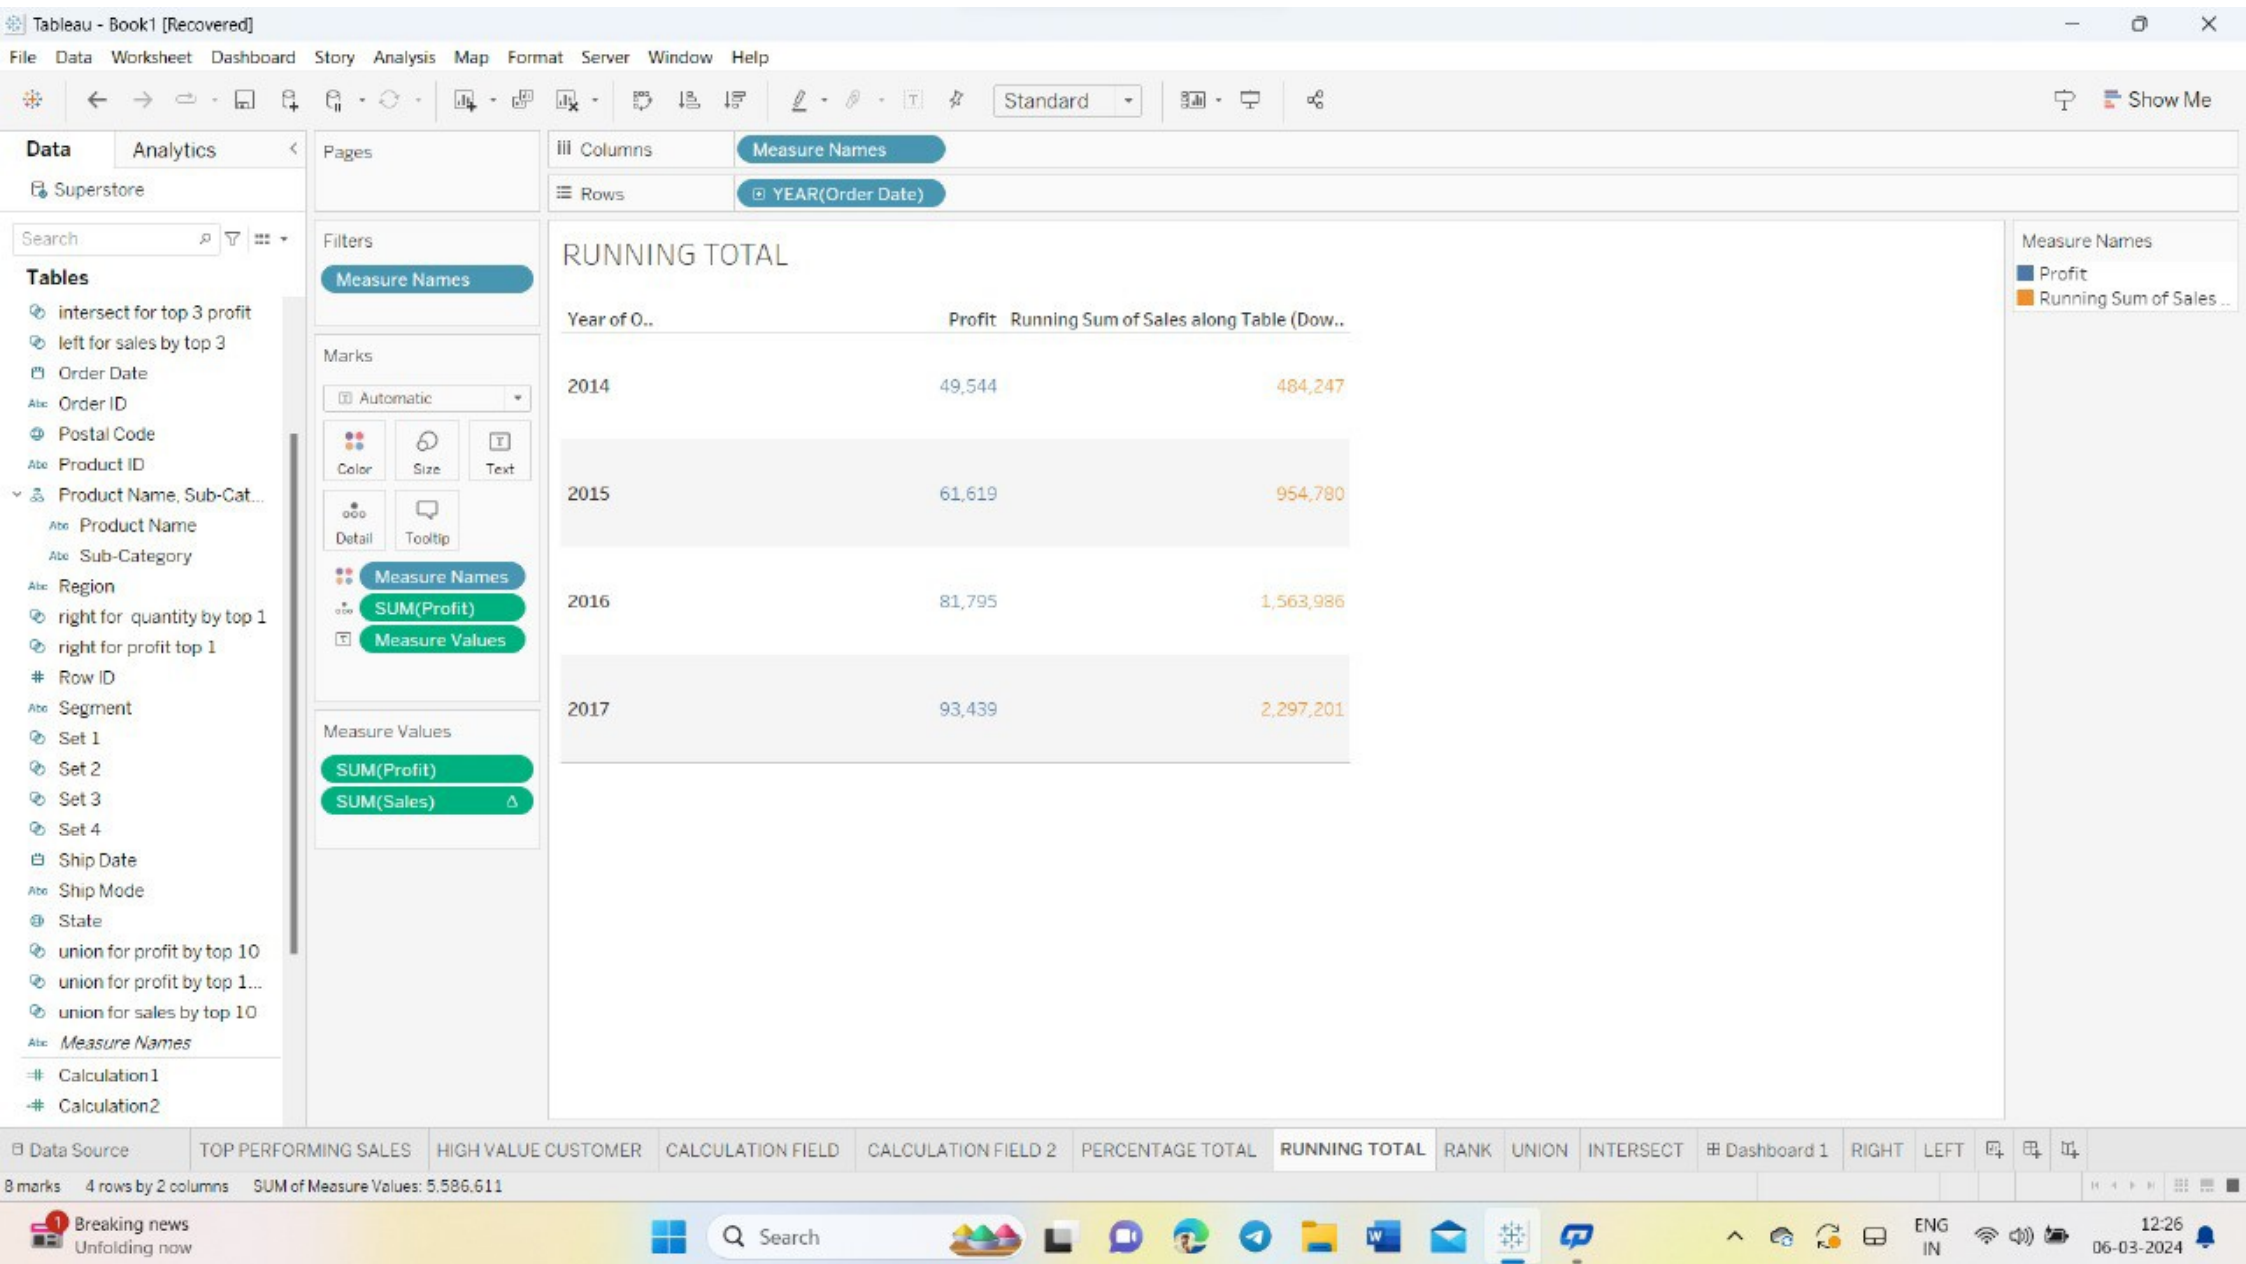 Tableau - Book1 [Recovered]
File Data Worksheet Dashboard Story Analysis Map Format Server Window Help
Standard
Show Me
Data Analytics
Superstore
Search
Tables
intersect for top 3 profit
left for sales by top 3
Order Date
Abc Order ID
Postal Code
Abc Product ID
Product Name, Sub-Cat...
Abc Product Name
Abc Sub-Category
Abc Region
right for quantity by top 1
right for profit top 1
# Row ID
Abc Segment
Set 1
Set 2
Set 3
Set 4
Ship Date
Abc Ship Mode
State
union for profit by top 10
union for profit by top 1...
union for sales by top 10
Abc Measure Names
=# Calculation1
=# Calculation2
Pages
Filters
Measure Names
Marks
Automatic
Color Size Text
Detail Tooltip
Measure Names
SUM(Profit)
Measure Values
Measure Values
SUM(Profit)
SUM(Sales) Δ
Columns Measure Names
Rows YEAR(Order Date)
RUNNING TOTAL
Year of O.. Profit Running Sum of Sales along Table (Dow..
2014 49,544 484,247
2015 61,619 954,780
2016 81,795 1,563,986
2017 93,439 2,297,201
Measure Names
Profit
Running Sum of Sales ..
Data Source TOP PERFORMING SALES HIGH VALUE CUSTOMER CALCULATION FIELD CALCULATION FIELD 2 PERCENTAGE TOTAL RUNNING TOTAL RANK UNION INTERSECT Dashboard 1 RIGHT LEFT
8 marks 4 rows by 2 columns SUM of Measure Values: 5,586,611
1 Breaking news
Unfolding now
Search
ENG
IN
12:26
06-03-2024